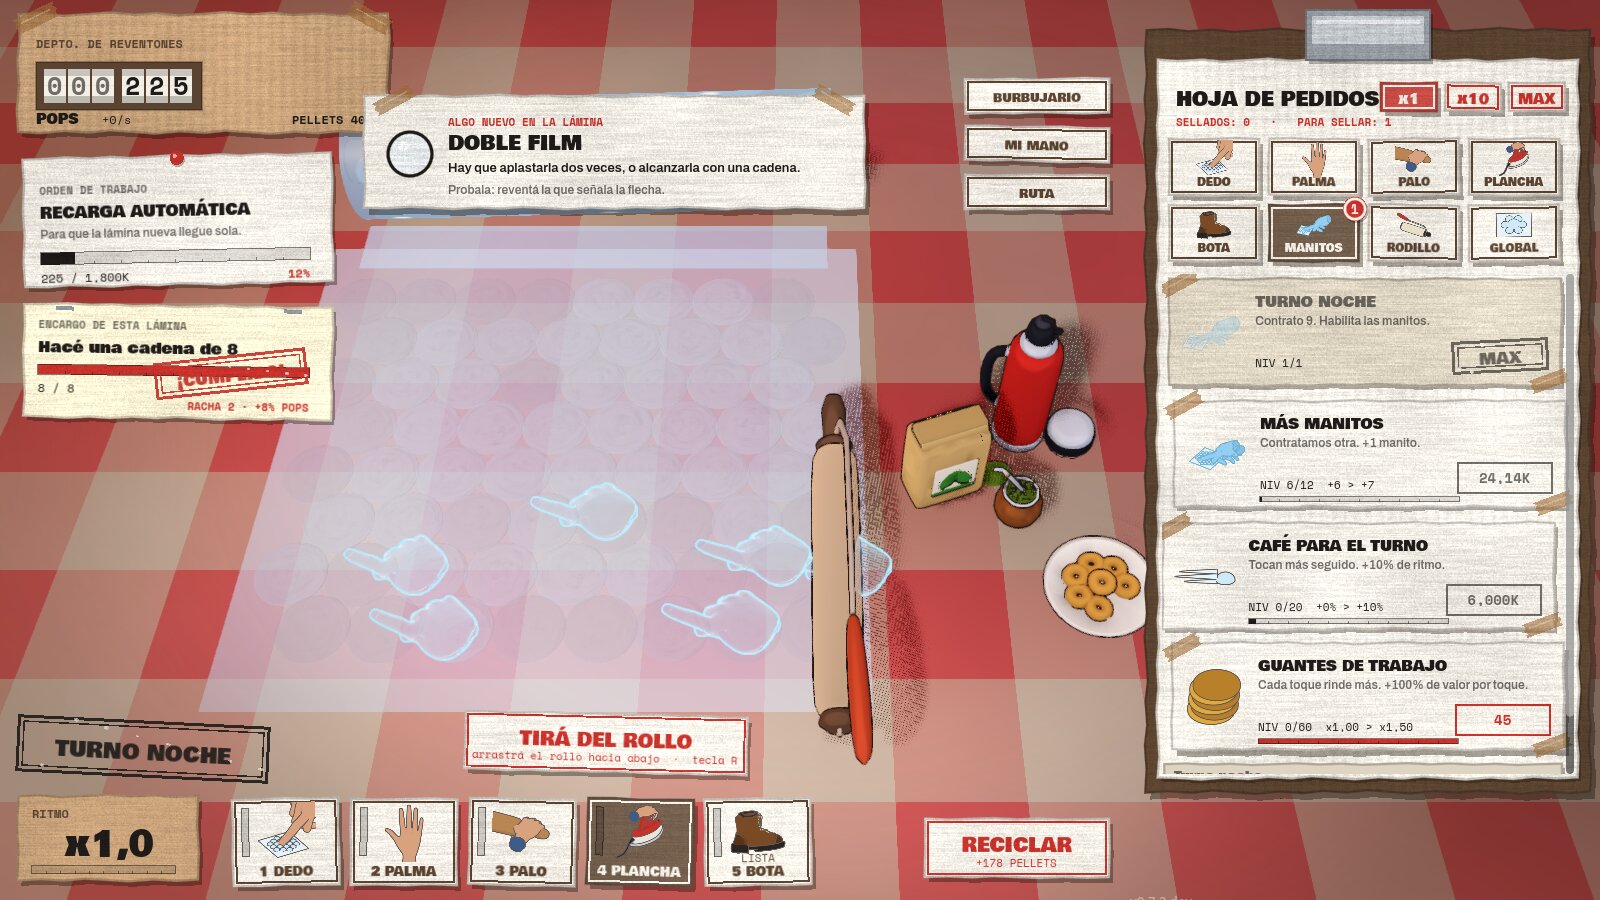 DEPTO. DE REVENTONES
000225
POPS +0/s PELLETS 40
ORDEN DE TRABAJO
RECARGA AUTOMÁTICA
Para que la lámina nueva llegue sola.
225 / 1.800K 12%
ENCARGO DE ESTA LÁMINA
Hacé una cadena de 8
8 / 8
RACHA 2 · +8% POPS
ALGO NUEVO EN LA LÁMINA
DOBLE FILM
Hay que aplastarla dos veces, o alcanzarla con una cadena.
Probala: reventá la que señala la flecha.
BURBUJARIO
MI MANO
RUTA
HOJA DE PEDIDOS x1 x10 MAX
SELLADOS: 0 · PARA SELLAR: 1
DEDO PALMA PALO PLANCHA
1
BOTA MANITOS RODILLO GLOBAL
TURNO NOCHE
Contrato 9. Habilita las manitos.
NIV 1/1 MAX
MÁS MANITOS
Contratamos otra. +1 manito.
NIV 6/12 +6 > +7 24,14K
CAFÉ PARA EL TURNO
Tocan más seguido. +10% de ritmo.
NIV 0/20 +0% > +10% 6,000K
GUANTES DE TRABAJO
Cada toque rinde más. +100% de valor por toque.
NIV 0/60 x1,00 > x1,50 45
TURNO NOCHE
TIRÁ DEL ROLLO
arrastrá el rollo hacia abajo · tecla R
RITMO
x1,0
1 DEDO
2 PALMA
3 PALO
4 PLANCHA
LISTA
5 BOTA
RECICLAR
+178 PELLETS